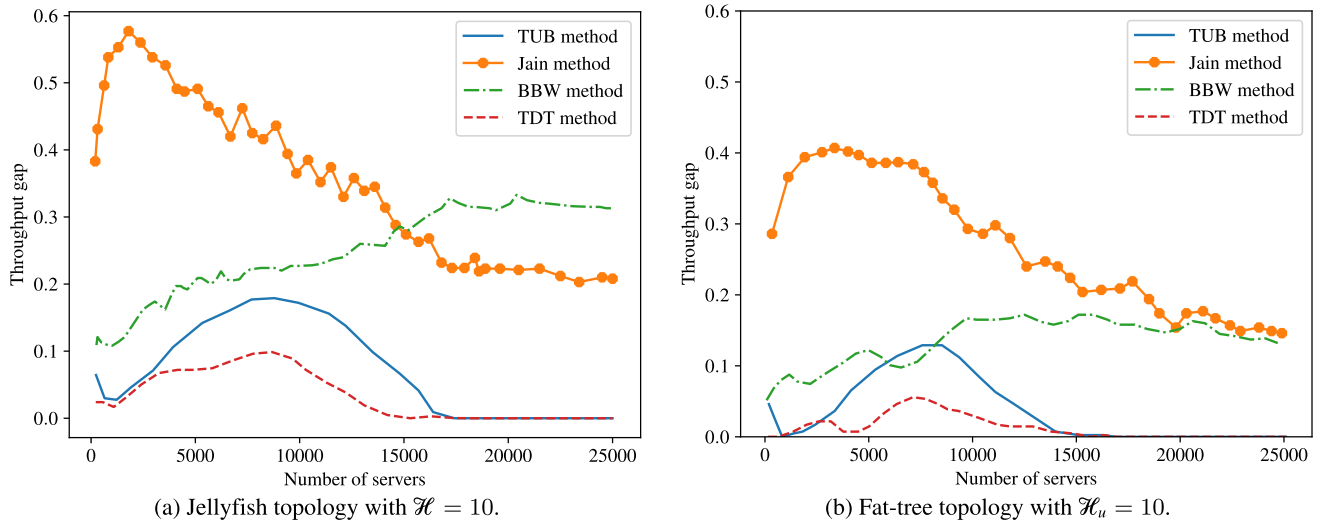 0.6
0.5
0.4
0.3
0.2
0.1
0.0
Throughput gap
TUB method
Jain method
BBW method
TDT method
0 5000 10000 15000 20000 25000
Number of servers
(a) Jellyfish topology with ℋ = 10.
0.6
0.5
0.4
0.3
0.2
0.1
0.0
Throughput gap
TUB method
Jain method
BBW method
TDT method
0 5000 10000 15000 20000 25000
Number of servers
(b) Fat-tree topology with ℋᵤ = 10.